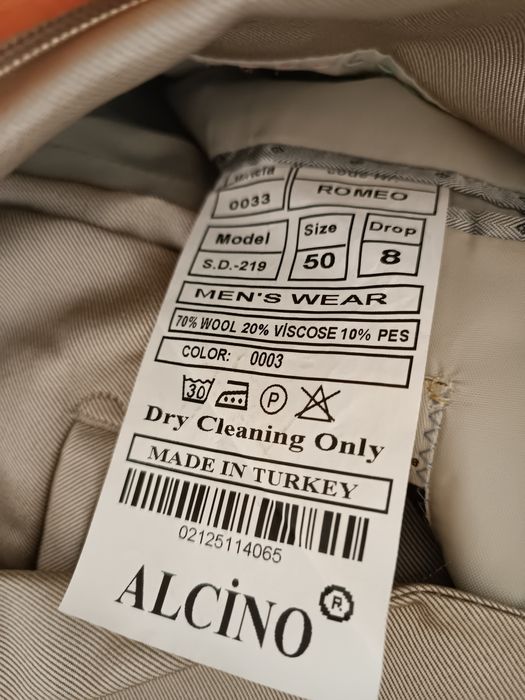 0033 ROMEO
Model Size Drop
S.D.-219 50 8
MEN'S WEAR
70% WOOL 20% VİSCOSE 10% PES
COLOR: 0003
30 P
Dry Cleaning Only
MADE IN TURKEY
02125114065
ALCİNO ®